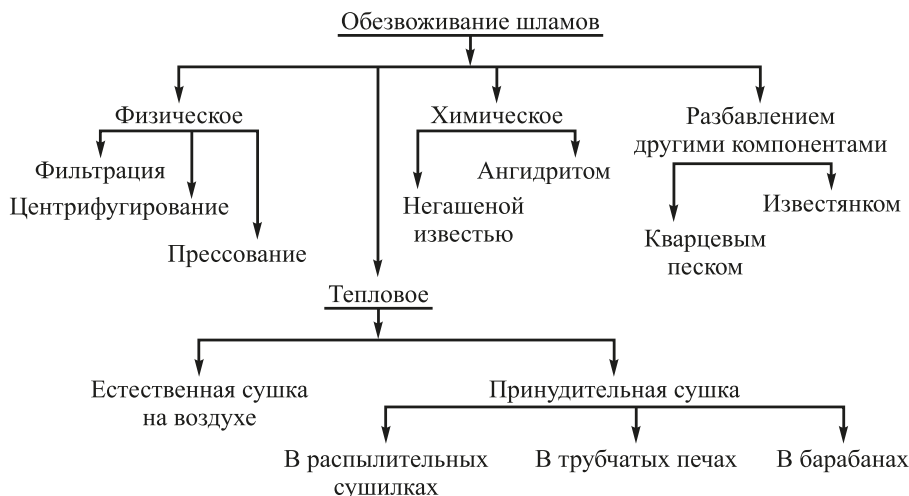 Обезвоживание шламов
Физическое
Химическое
Разбавлением
другими компонентами
Фильтрация
Центрифугирование
Прессование
Ангидритом
Негашеной
известью
Известянком
Кварцевым
песком
Тепловое
Естественная сушка
на воздухе
Принудительная сушка
В распылительных
сушилках
В трубчатых печах
В барабанах